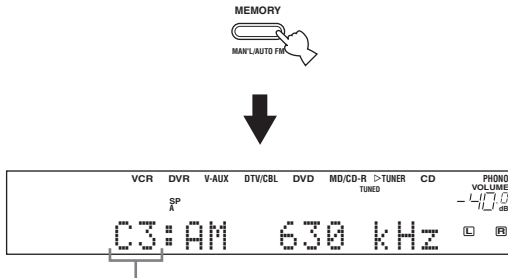 MEMORY
MAN'L/AUTO FM
VCR DVR V-AUX DTV/CBL DVD MD/CD-R ▷TUNER CD PHONO
TUNED VOLUME
SP
A
-40.0
dB
C3:AM 630 kHz L R